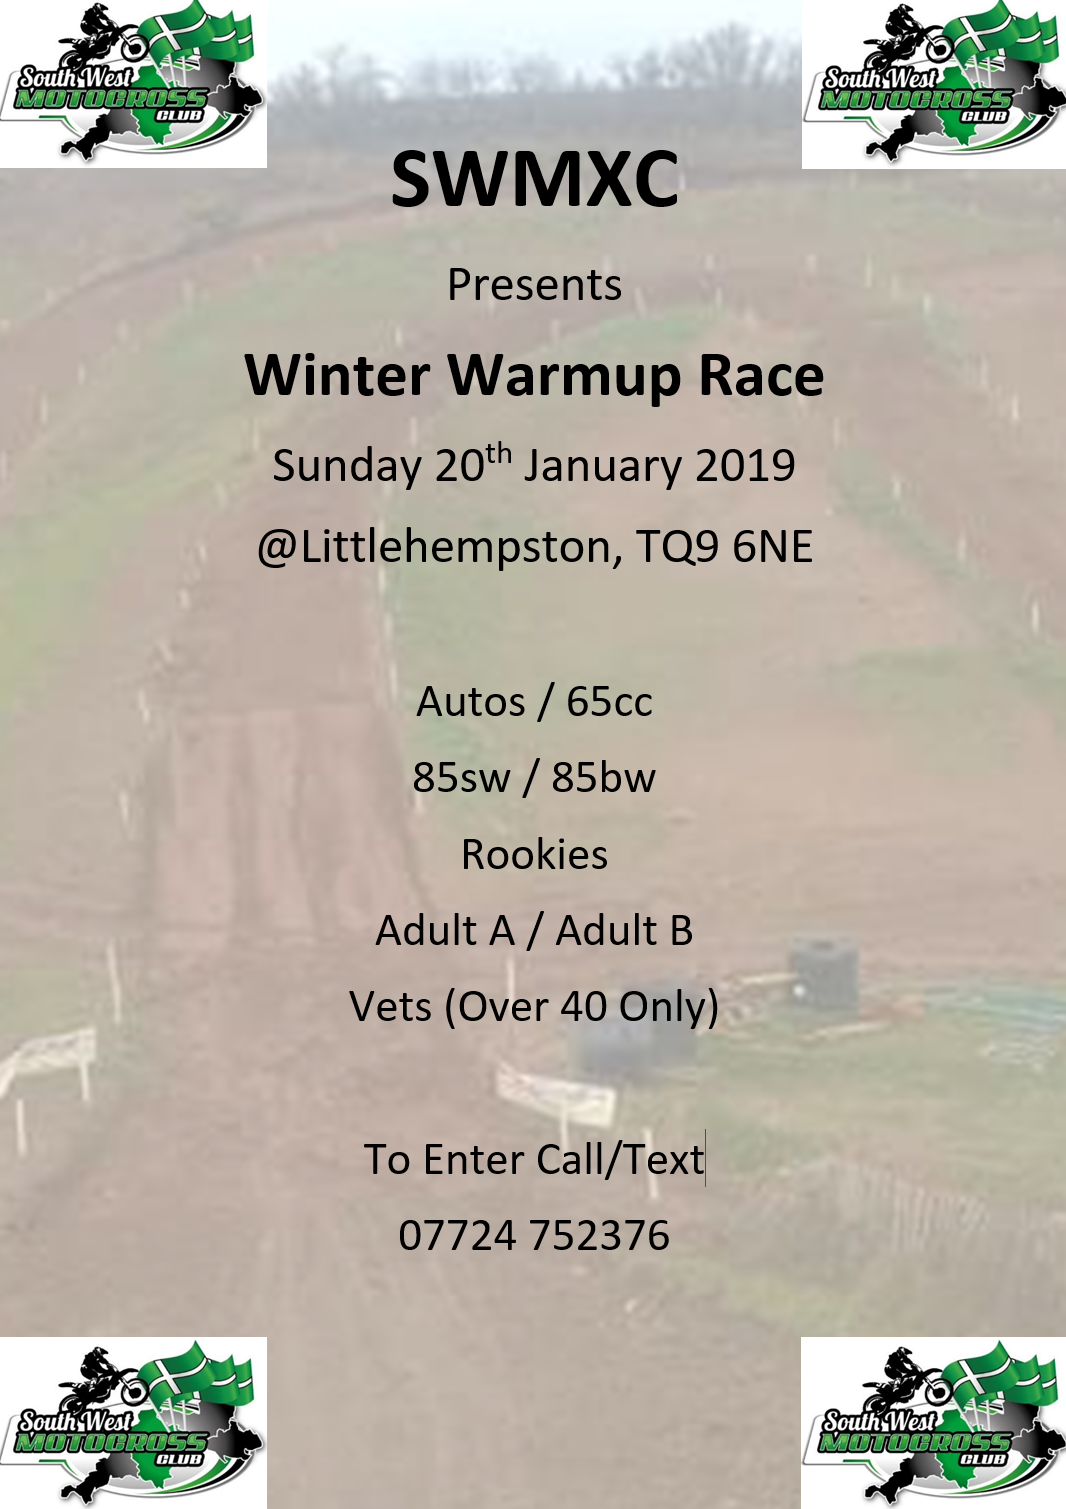 South West
MOTOCROSS
CLUB
South West
MOTOCROSS
CLUB
SWMXC
Presents
Winter Warmup Race
Sunday 20th January 2019
@Littlehempston, TQ9 6NE
Autos / 65cc
85sw / 85bw
Rookies
Adult A / Adult B
Vets (Over 40 Only)
To Enter Call/Text
07724 752376
South West
MOTOCROSS
CLUB
South West
MOTOCROSS
CLUB